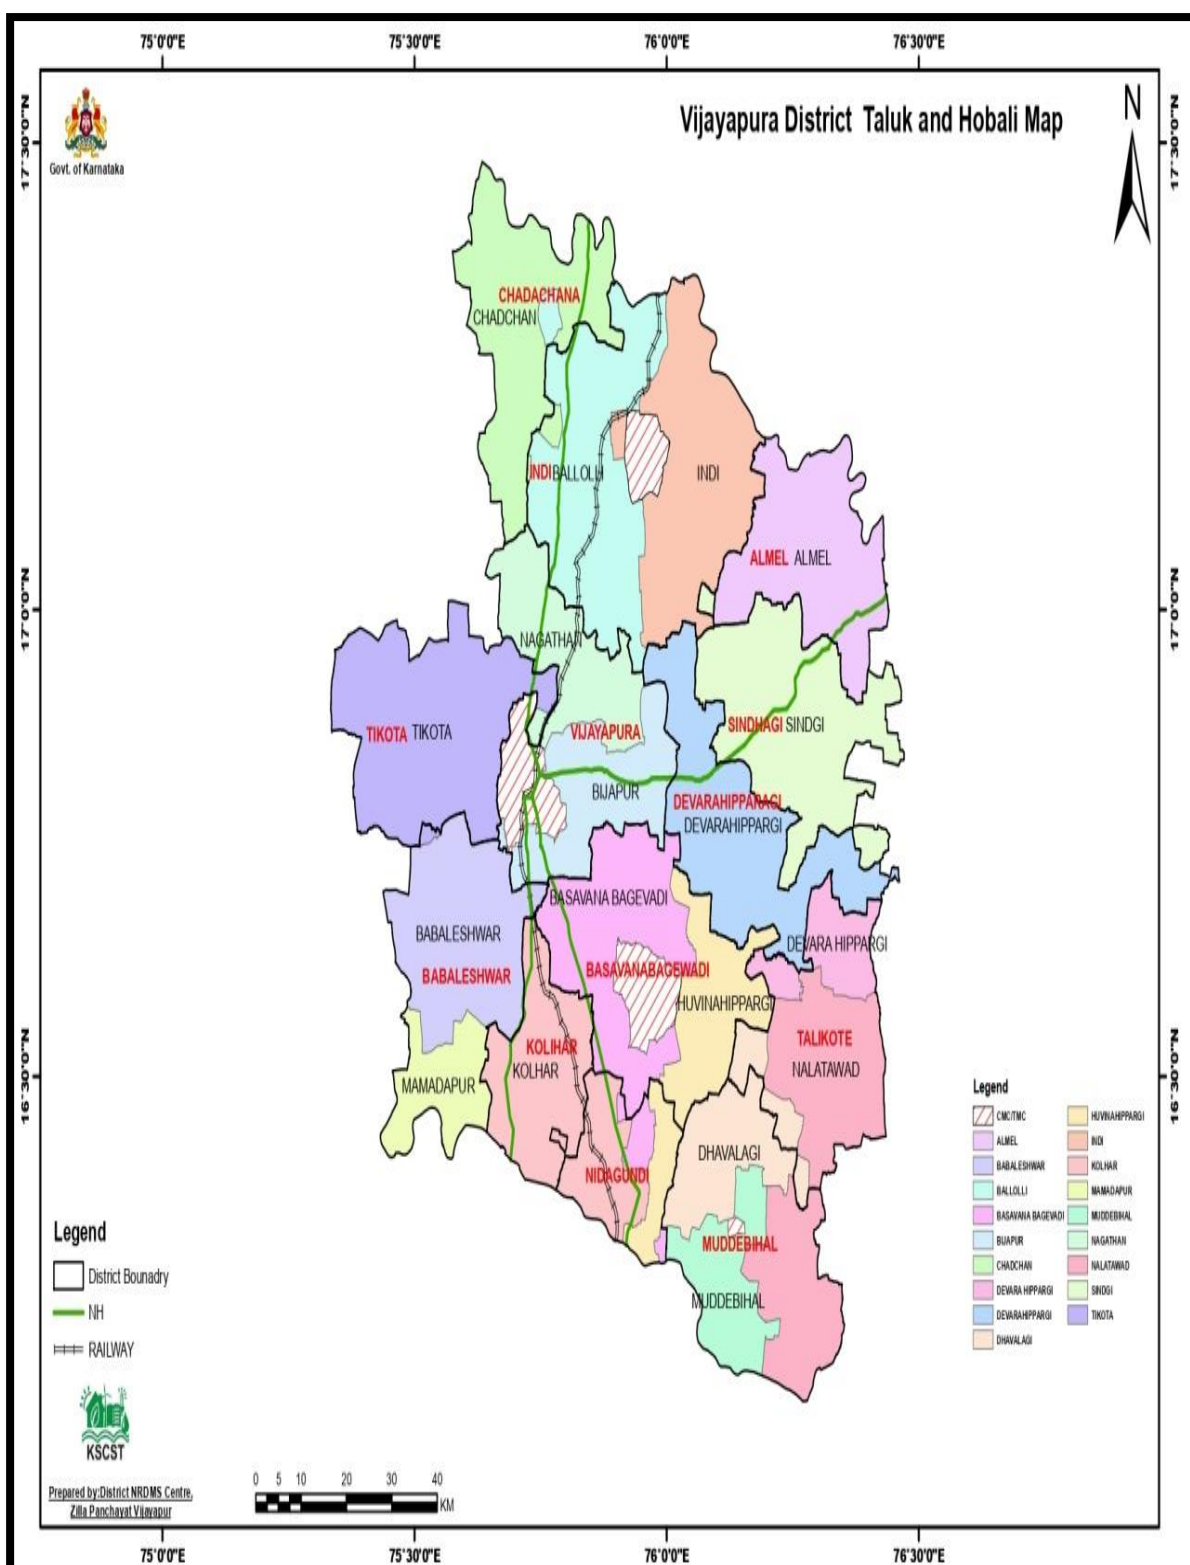 75°0'0"E 75°30'0"E 76°0'0"E 76°30'0"E
Vijayapura District Taluk and Hobali Map
N
Govt. of Karnataka
17°30'0"N 17°30'0"N
CHADACHANA
CHADCHAN
INDI BALLOLLI INDI
ALMEL ALMEL
17°0'0"N 17°0'0"N
NAGATHAN
TIKOTA TIKOTA VIJAYAPURA SINDHAGI SINDGI
BIJAPUR
DEVARAHIPPARAGI
DEVARAHIPPARGI
BASAVANA BAGEVADI
BABALESHWAR DEVARA HIPPARGI
BABALESHWAR BASAVANABAGEWADI
HUVINAHIPPARGI
KOLIHAR TALIKOTE
KOLHAR NALATAWAD
16°30'0"N 16°30'0"N
MAMADAPUR
DHAVALAGI
NIDAGUNDI
MUDDEBIHAL
MUDDEBIHAL
Legend
CMC/TMC HUVINAHIPPARGI
ALMEL INDI
BABALESHWAR KOLHAR
BALLOLLI MAMADAPUR
BASAVANA BAGEVADI MUDDEBIHAL
BIJAPUR NAGATHAN
CHADCHAN NALATAWAD
DEVARA HIPPARGI SINDGI
DEVARAHIPPARGI TIKOTA
DHAVALAGI
Legend
District Bounadry
NH
RAILWAY
KSCST
Prepared by:District NRDMS Centre,
Zilla Panchayat Vijayapur
0 5 10 20 30 40
KM
75°0'0"E 75°30'0"E 76°0'0"E 76°30'0"E